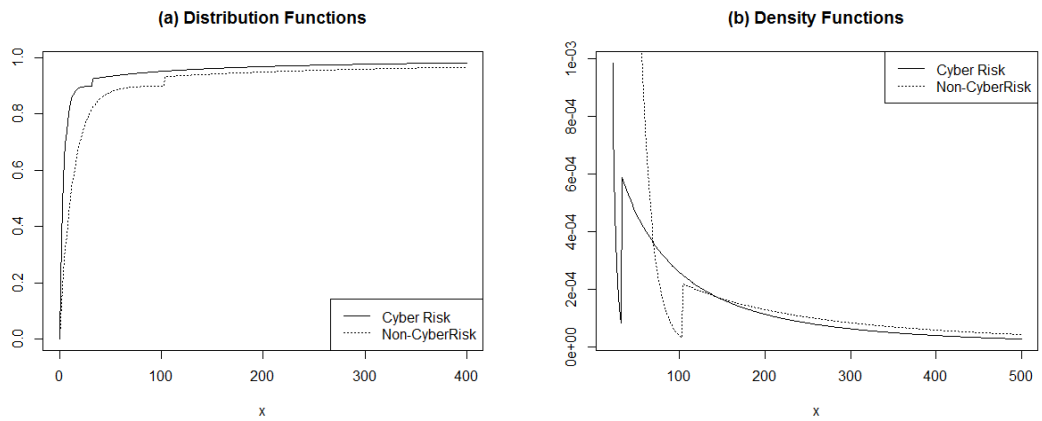 (a) Distribution Functions
1.0
0.8
0.6
0.4
0.2
0.0
Cyber Risk
Non-CyberRisk
0 100 200 300 400
x
(b) Density Functions
1e-03
8e-04
6e-04
4e-04
2e-04
0e+00
Cyber Risk
Non-CyberRisk
100 200 300 400 500
x